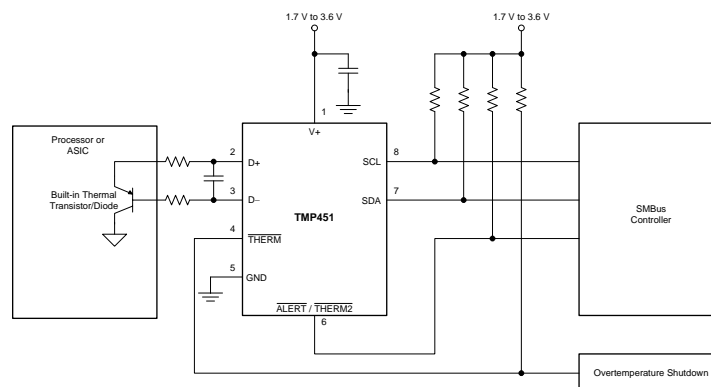 1.7 V to 3.6 V
1.7 V to 3.6 V
1
V+
Processor or
ASIC
Built-in Thermal
Transistor/Diode
2
D+
3
D−
4
THERM
5
GND
TMP451
SCL
8
SDA
7
ALERT / THERM2
6
SMBus
Controller
Overtemperature Shutdown